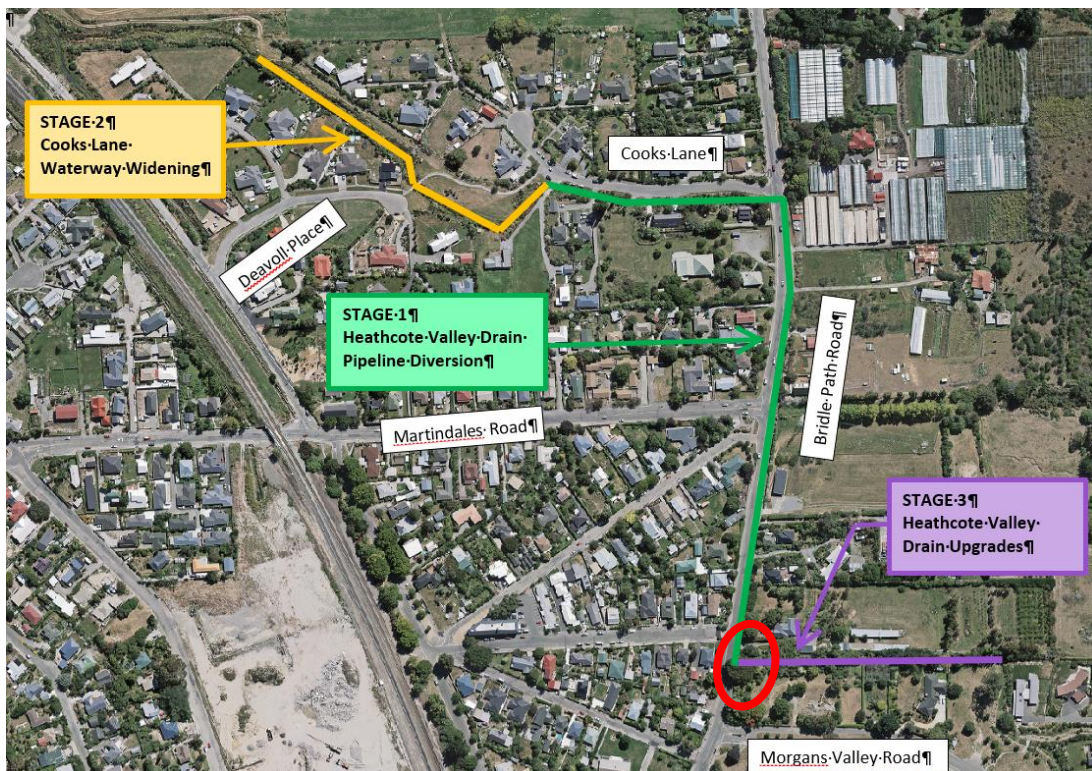 ¶
STAGE·2¶
Cooks·Lane·
Waterway·Widening¶
Cooks·Lane¶
Deavoll·Place¶
STAGE·1¶
Heathcote·Valley·Drain·
Pipeline·Diversion¶
Bridle·Path·Road¶
Martindales·Road¶
STAGE·3¶
Heathcote·Valley·
Drain·Upgrades¶
Morgans·Valley·Road¶